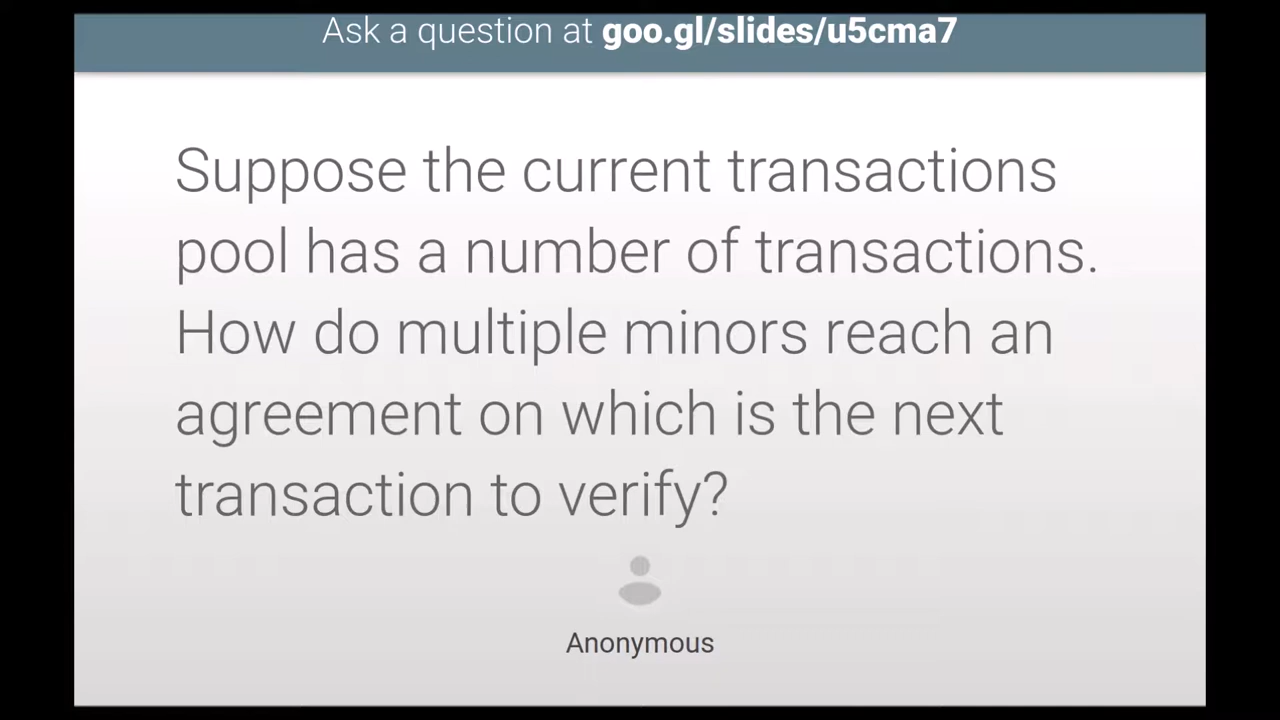 Ask a question at goo.gl/slides/u5cma7
Suppose the current transactions
pool has a number of transactions.
How do multiple minors reach an
agreement on which is the next
transaction to verify?
Anonymous